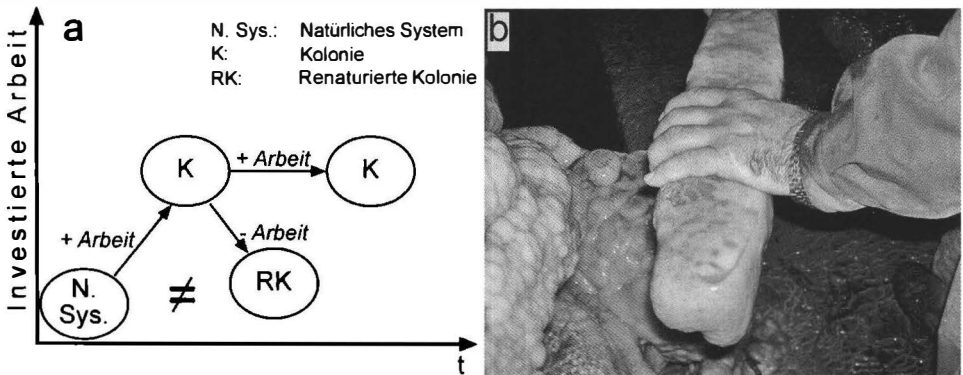 a
N. Sys.: Natürliches System
K: Kolonie
RK: Renaturierte Kolonie
Investierte Arbeit
K
+ Arbeit
K
+ Arbeit
- Arbeit
N.
Sys.
≠
RK
t
b